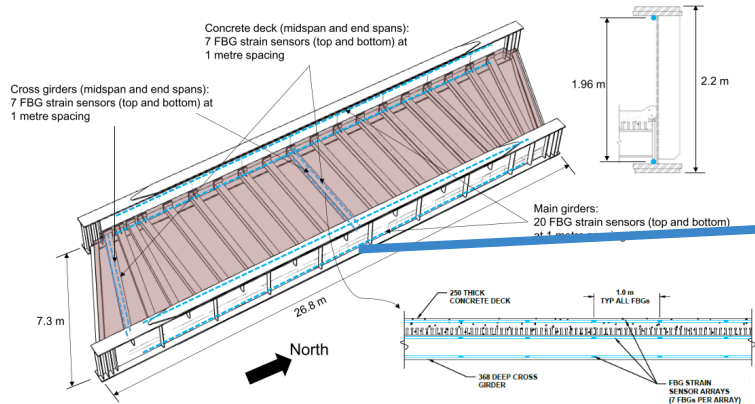 Concrete deck (midspan and end spans):
7 FBG strain sensors (top and bottom) at
1 metre spacing
Cross girders (midspan and end spans):
7 FBG strain sensors (top and bottom) at
1 metre spacing
1.96 m
2.2 m
Main girders:
20 FBG strain sensors (top and bottom)
7.3 m
26.8 m
North
250 THICK
CONCRETE DECK
1.0 m
TYP ALL FBGs
368 DEEP CROSS
GIRDER
FBG STRAIN
SENSOR ARRAYS
(7 FBGs PER ARRAY)